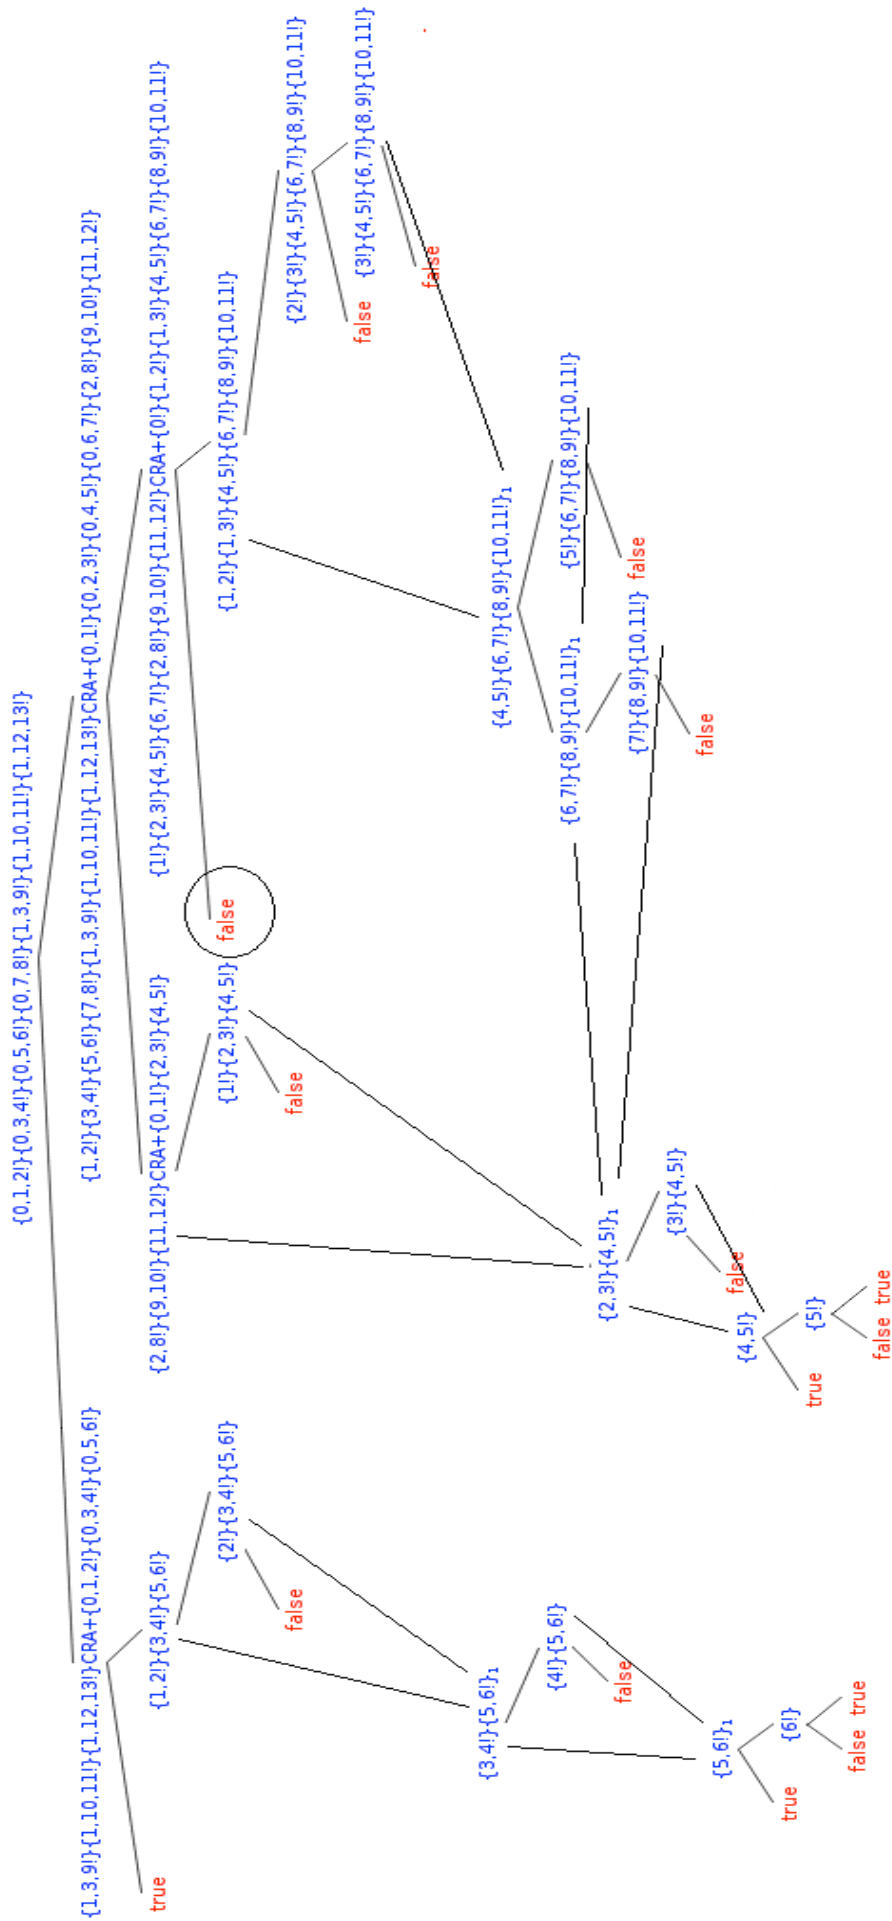 {0,1,2!}-{0,3,4!}-{0,5,6!}-{0,7,8!}-{1,3,9!}-{1,10,11!}-{1,12,13!}
{1,3,9!}-{1,10,11!}-{1,12,13!}CRA+{0,1,2!}-{0,3,4!}-{0,5,6!}
{1,2!}-{3,4!}-{5,6!}-{7,8!}-{1,3,9!}-{1,10,11!}-{1,12,13!}CRA+{0,1!}-{0,2,3!}-{0,4,5!}-{0,6,7!}-{2,8!}-{9,10!}-{11,12!}
true
{1,2!}-{3,4!}-{5,6!}
{2,8!}-{9,10!}-{11,12!}CRA+{0,1!}-{2,3!}-{4,5!}
{1!}-{2,3!}-{4,5!}-{6,7!}-{2,8!}-{9,10!}-{11,12!}CRA+{0!}-{1,2!}-{1,3!}-{4,5!}-{6,7!}-{8,9!}-{10,11!}
{2!}-{3,4!}-{5,6!}
{1!}-{2,3!}-{4,5!}
false
{1,2!}-{1,3!}-{4,5!}-{6,7!}-{8,9!}-{10,11!}
false
false
{2!}-{3!}-{4,5!}-{6,7!}-{8,9!}-{10,11!}
false
{3!}-{4,5!}-{6,7!}-{8,9!}-{10,11!}
false
{3,4!}-{5,6!}₁
{4,5!}-{6,7!}-{8,9!}-{10,11!}₁
{4!}-{5,6!}
{6,7!}-{8,9!}-{10,11!}₁
{5!}-{6,7!}-{8,9!}-{10,11!}
false
{2,3!}-{4,5!}₁
{7!}-{8,9!}-{10,11!}
false
{3!}-{4,5!}
false
{5,6!}₁
{4,5!}
false
true
{6!}
true
{5!}
false
true
false
true